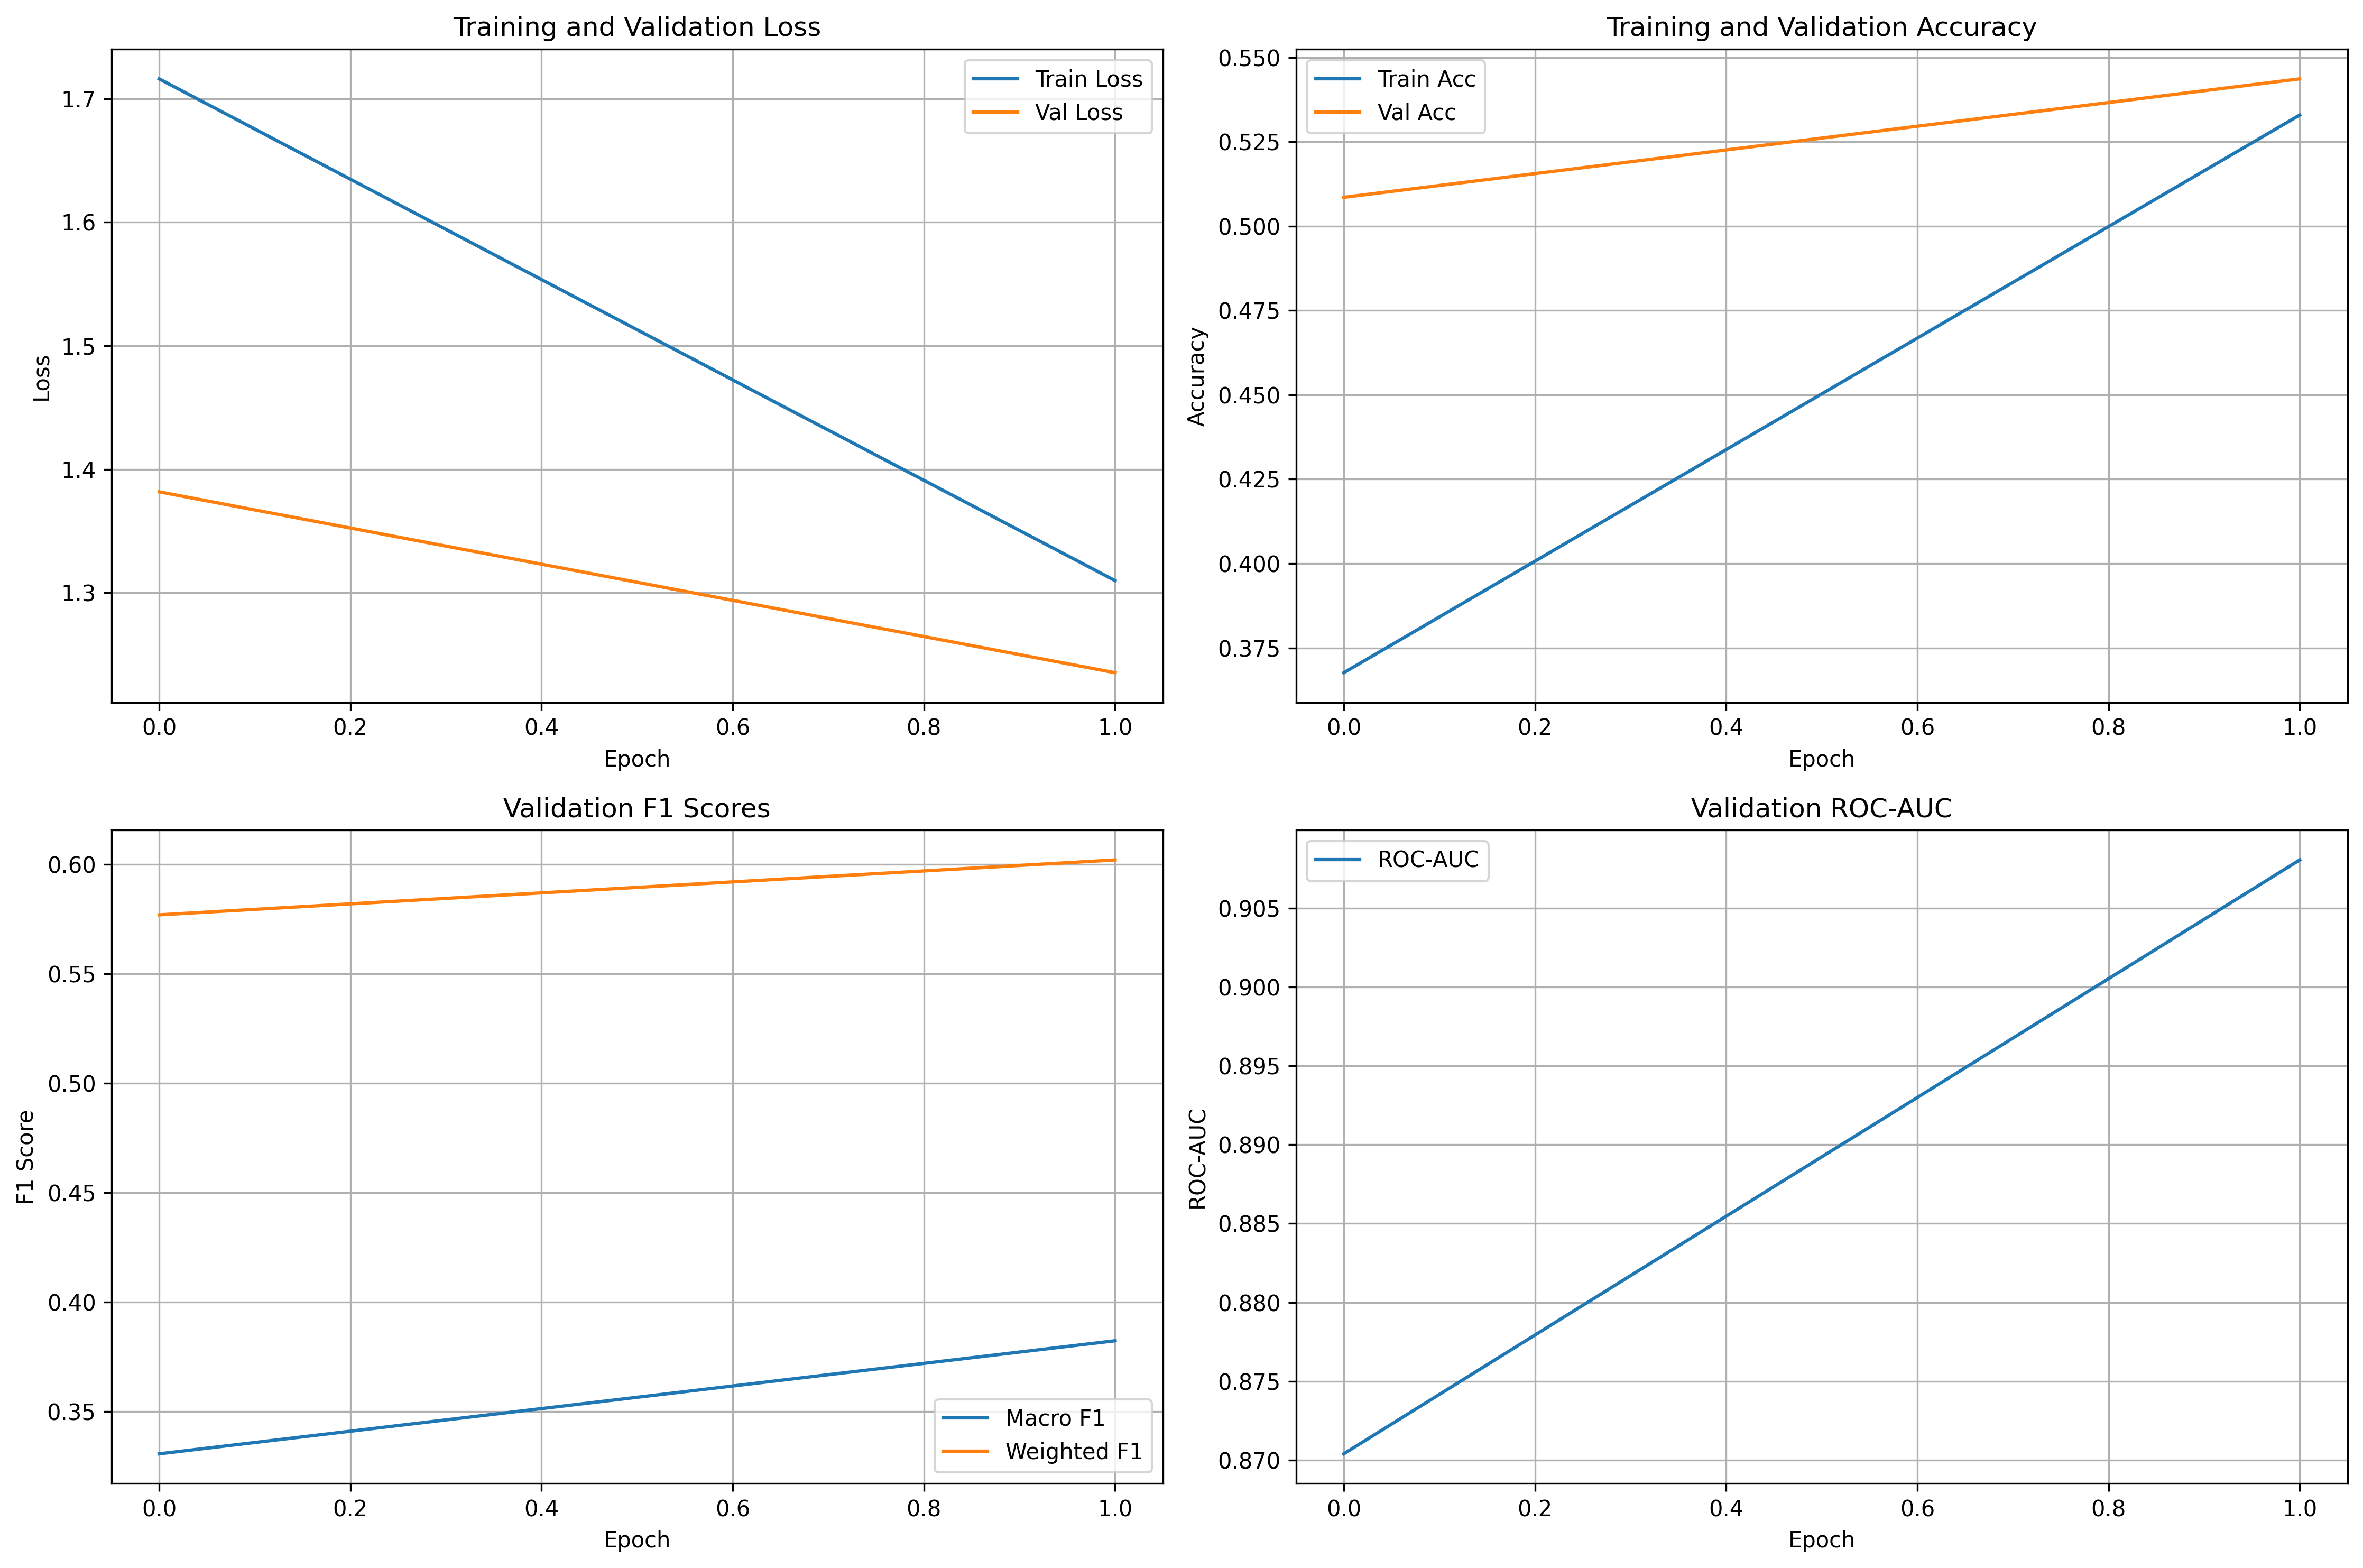 Training and Validation Loss
Train Loss
Val Loss
1.7
1.6
1.5
1.4
1.3
Loss
0.0 0.2 0.4 0.6 0.8 1.0
Epoch
Training and Validation Accuracy
Train Acc
Val Acc
0.550
0.525
0.500
0.475
0.450
0.425
0.400
0.375
Accuracy
0.0 0.2 0.4 0.6 0.8 1.0
Epoch
Validation F1 Scores
0.60
0.55
0.50
0.45
0.40
0.35
F1 Score
Macro F1
Weighted F1
0.0 0.2 0.4 0.6 0.8 1.0
Epoch
Validation ROC-AUC
ROC-AUC
0.905
0.900
0.895
0.890
0.885
0.880
0.875
0.870
ROC-AUC
0.0 0.2 0.4 0.6 0.8 1.0
Epoch